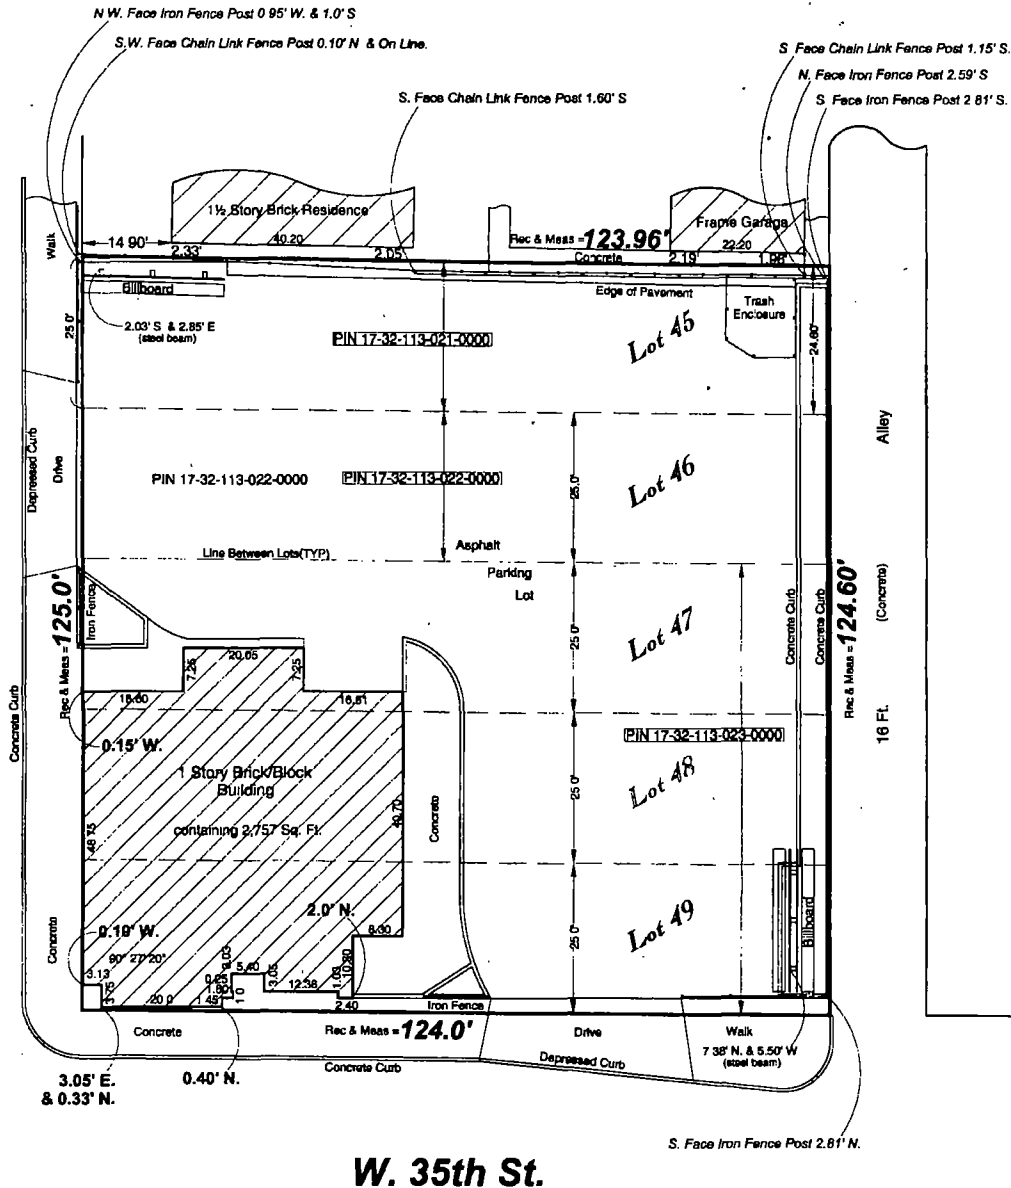 N W. Face Iron Fence Post 0 95' W. & 1.0' S
S.W. Face Chain Link Fence Post 0.10' N & On Line.
S Face Chain Link Fence Post 1.15' S.
N. Face Iron Fence Post 2.59' S
S Face Iron Fence Post 2 81' S.
S. Face Chain Link Fence Post 1.60' S
1½ Story Brick Residence
40.20
Frame Garage
22.20
Walk
14.90'
2.33'
2.05'
Rec & Meas = 123.96'
Concrete
2.19'
1.98'
Billboard
Edge of Pavement
Trash
Enclosure
2.03' S & 2.85' E
(steel beam)
25 0'
24.60'
PIN 17-32-113-021-0000
Lot 45
Depressed Curb
Drive
Alley
PIN 17-32-113-022-0000
PIN 17-32-113-022-0000
Lot 46
25.0'
Line Between Lots(TYP)
Asphalt
Parking
Lot
Iron Fence
Rec & Meas = 125.0'
Concrete Curb
Concrete Curb
Rec & Meas = 124.60'
(Concrete)
16 Ft.
25 0'
Lot 47
20.05
7.25
7.25
16.51
Concrete Curb
0.15' W.
PIN 17-32-113-023-0000
1 Story Brick/Block
Building
containing 2,757 Sq. Ft.
48.75
40.70
Concrete
25 0'
Lot 48
Concrete
0.19' W.
90° 27' 20"
2.0' N.
25 0'
Lot 49
Billboard
3.13
20 0
5.40
3.05
12.38
2.40
1.0
Iron Fence
Concrete
Rec & Meas = 124.0'
Drive
Walk
Concrete Curb
Depressed Curb
7 38' N. & 5.50' W
(steel beam)
3.05' E.
& 0.33' N.
0.40' N.
S. Face Iron Fence Post 2.81' N.
W. 35th St.